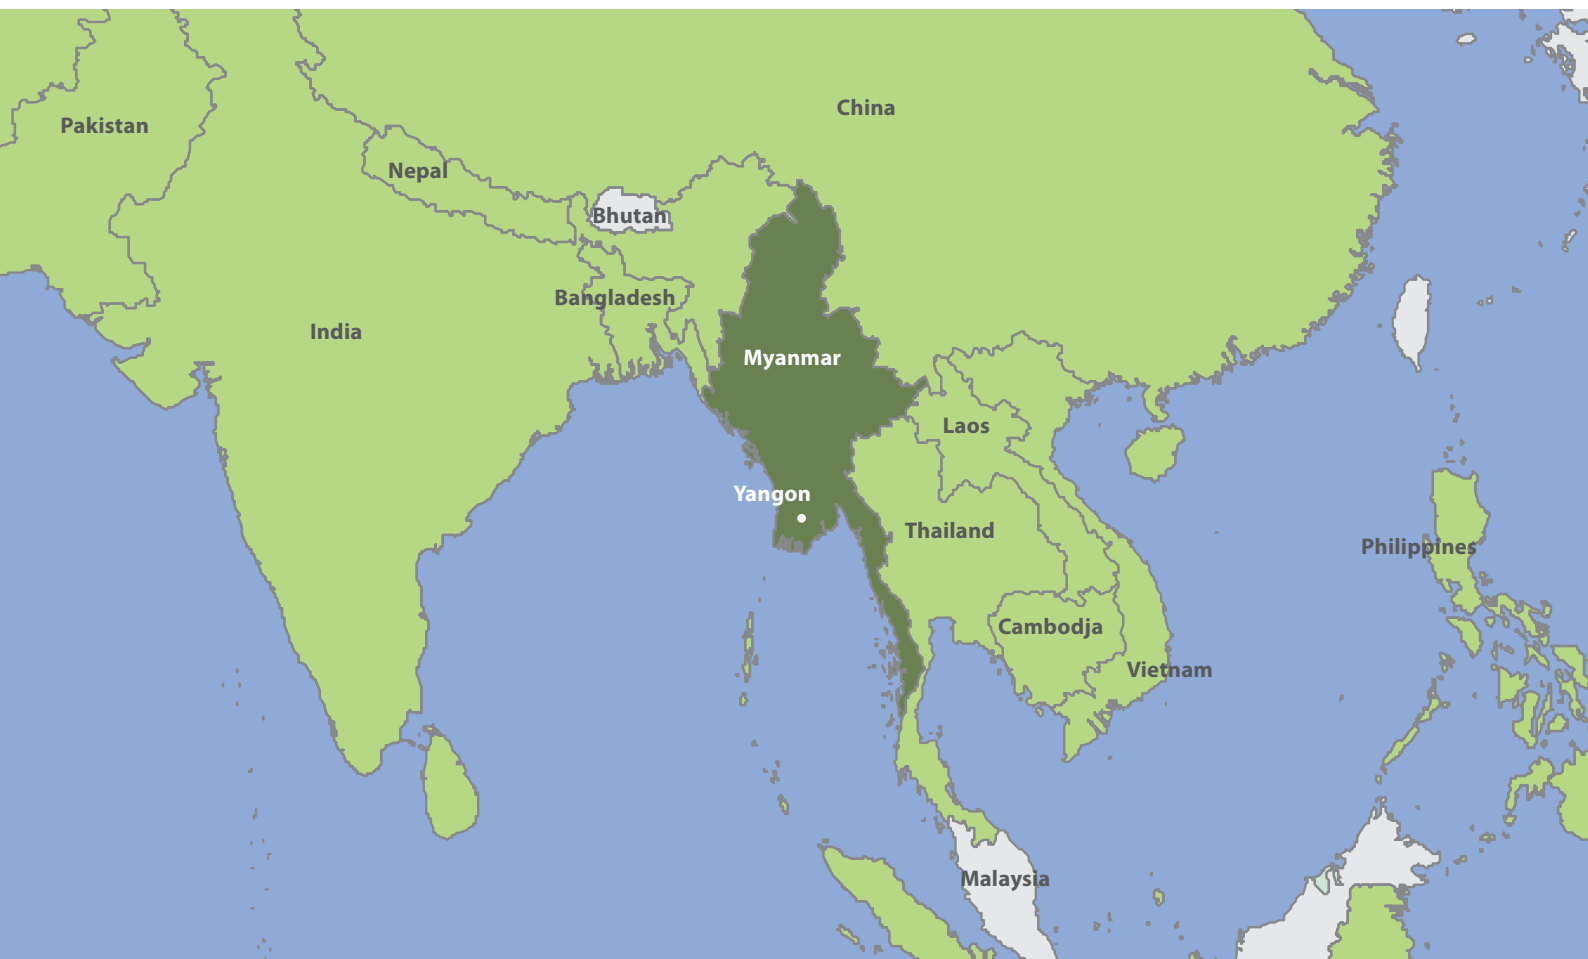 China
Pakistan
Nepal
Bhutan
Bangladesh
India
Myanmar
Laos
Yangon
Thailand
Philippines
Cambodja
Vietnam
Malaysia